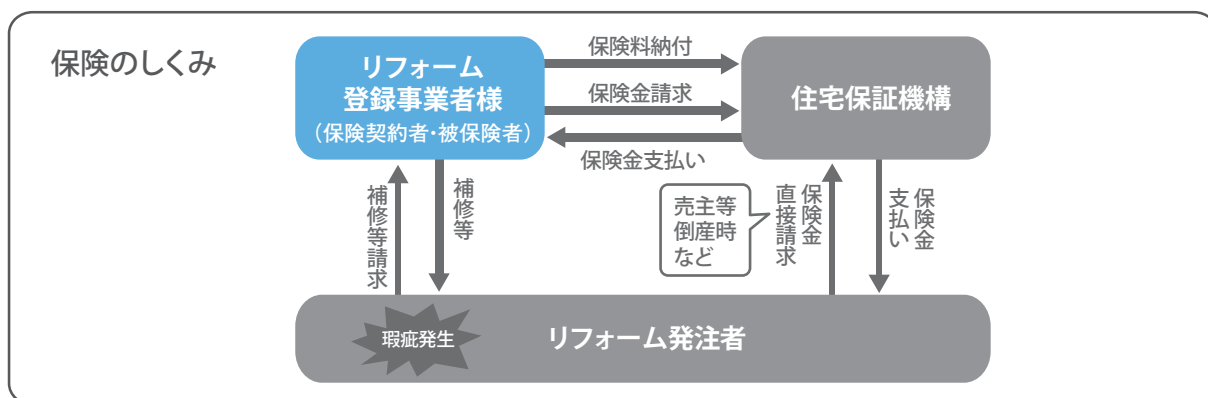 保険のしくみ
リフォーム
登録事業者様
（保険契約者・被保険者）
保険料納付
保険金請求
保険金支払い
住宅保証機構
補修等請求
補修等
売主等
倒産時
など
保険金
直接請求
保険金
支払い
瑕疵発生
リフォーム発注者